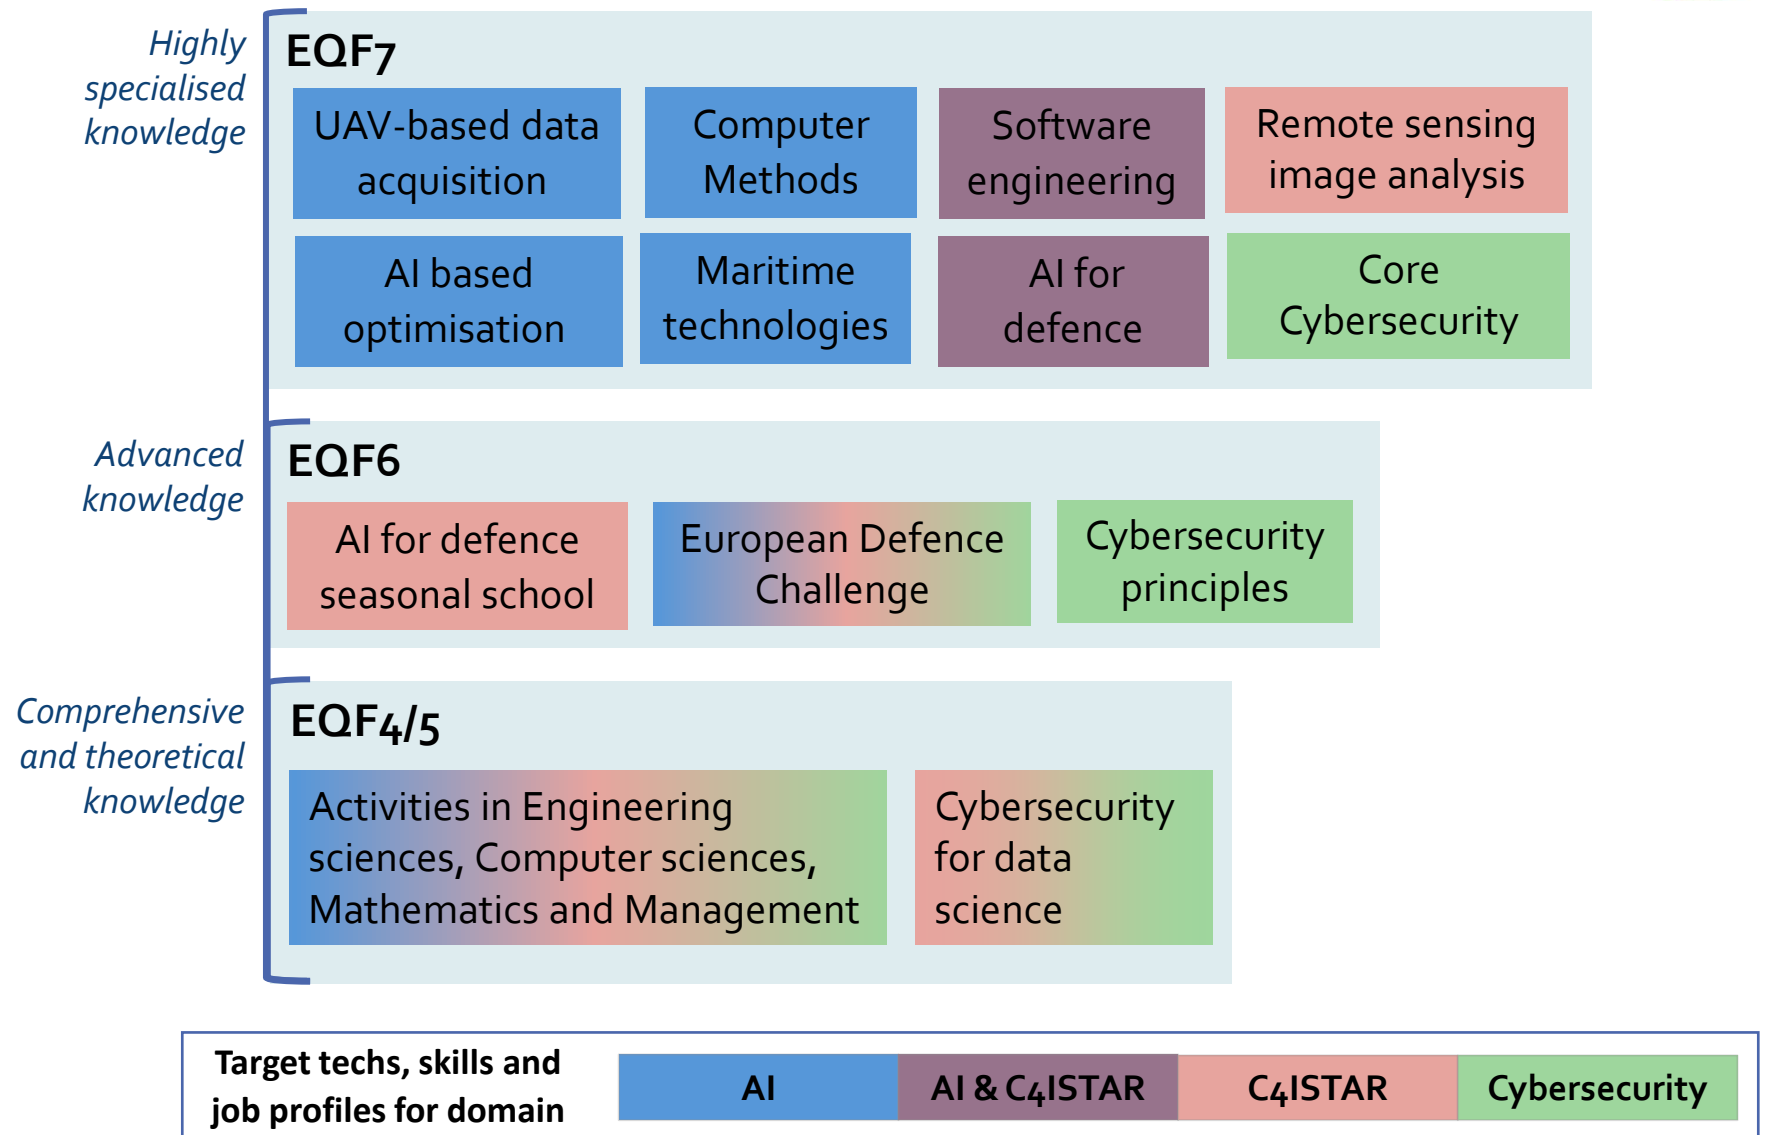 Highly
specialised
knowledge
EQF7
UAV-based data
acquisition
Computer
Methods
Software
engineering
Remote sensing
image analysis
AI based
optimisation
Maritime
technologies
AI for
defence
Core
Cybersecurity
Advanced
knowledge
EQF6
AI for defence
seasonal school
European Defence
Challenge
Cybersecurity
principles
Comprehensive
and theoretical
knowledge
EQF4/5
Activities in Engineering
sciences, Computer sciences,
Mathematics and Management
Cybersecurity
for data
science
Target techs, skills and
job profiles for domain
AI
AI & C4ISTAR
C4ISTAR
Cybersecurity